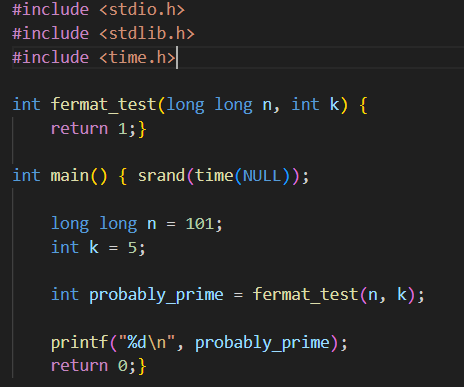 #include <stdio.h>
#include <stdlib.h>
#include <time.h>
int fermat_test(long long n, int k) {
return 1;}
int main() { srand(time(NULL));
long long n = 101;
int k = 5;
int probably_prime = fermat_test(n, k);
printf("%d\n", probably_prime);
return 0;}